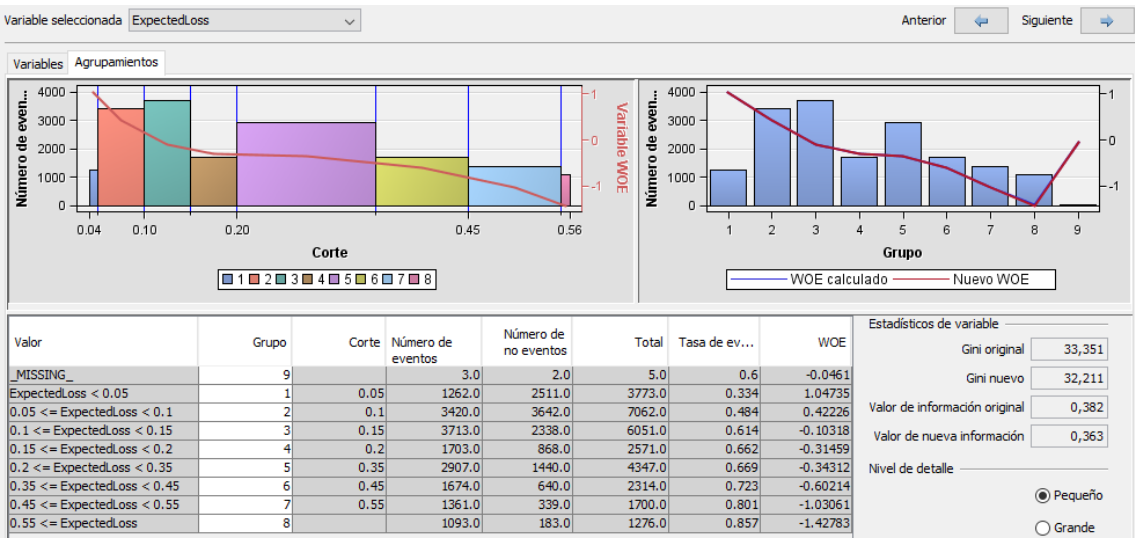 Variable seleccionada ExpectedLoss Anterior Siguiente
Variables Agrupamientos
Número de even...
4000
3000
2000
1000
0
1
0
-1
Variable WOE
0.04 0.10 0.20 0.45 0.56
Corte
1 2 3 4 5 6 7 8
Número de even...
4000
3000
2000
1000
0
1
0
-1
1 2 3 4 5 6 7 8 9
Grupo
WOE calculado Nuevo WOE
Valor Grupo Corte Número de eventos Número de no eventos Total Tasa de ev... WOE
_MISSING_ 9 3.0 2.0 5.0 0.6 -0.0461
ExpectedLoss < 0.05 1 0.05 1262.0 2511.0 3773.0 0.334 1.04735
0.05 <= ExpectedLoss < 0.1 2 0.1 3420.0 3642.0 7062.0 0.484 0.42226
0.1 <= ExpectedLoss < 0.15 3 0.15 3713.0 2338.0 6051.0 0.614 -0.10318
0.15 <= ExpectedLoss < 0.2 4 0.2 1703.0 868.0 2571.0 0.662 -0.31459
0.2 <= ExpectedLoss < 0.35 5 0.35 2907.0 1440.0 4347.0 0.669 -0.34312
0.35 <= ExpectedLoss < 0.45 6 0.45 1674.0 640.0 2314.0 0.723 -0.60214
0.45 <= ExpectedLoss < 0.55 7 0.55 1361.0 339.0 1700.0 0.801 -1.03061
0.55 <= ExpectedLoss 8 1093.0 183.0 1276.0 0.857 -1.42783
Estadísticos de variable
Gini original 33,351
Gini nuevo 32,211
Valor de información original 0,382
Valor de nueva información 0,363
Nivel de detalle
Pequeño
Grande